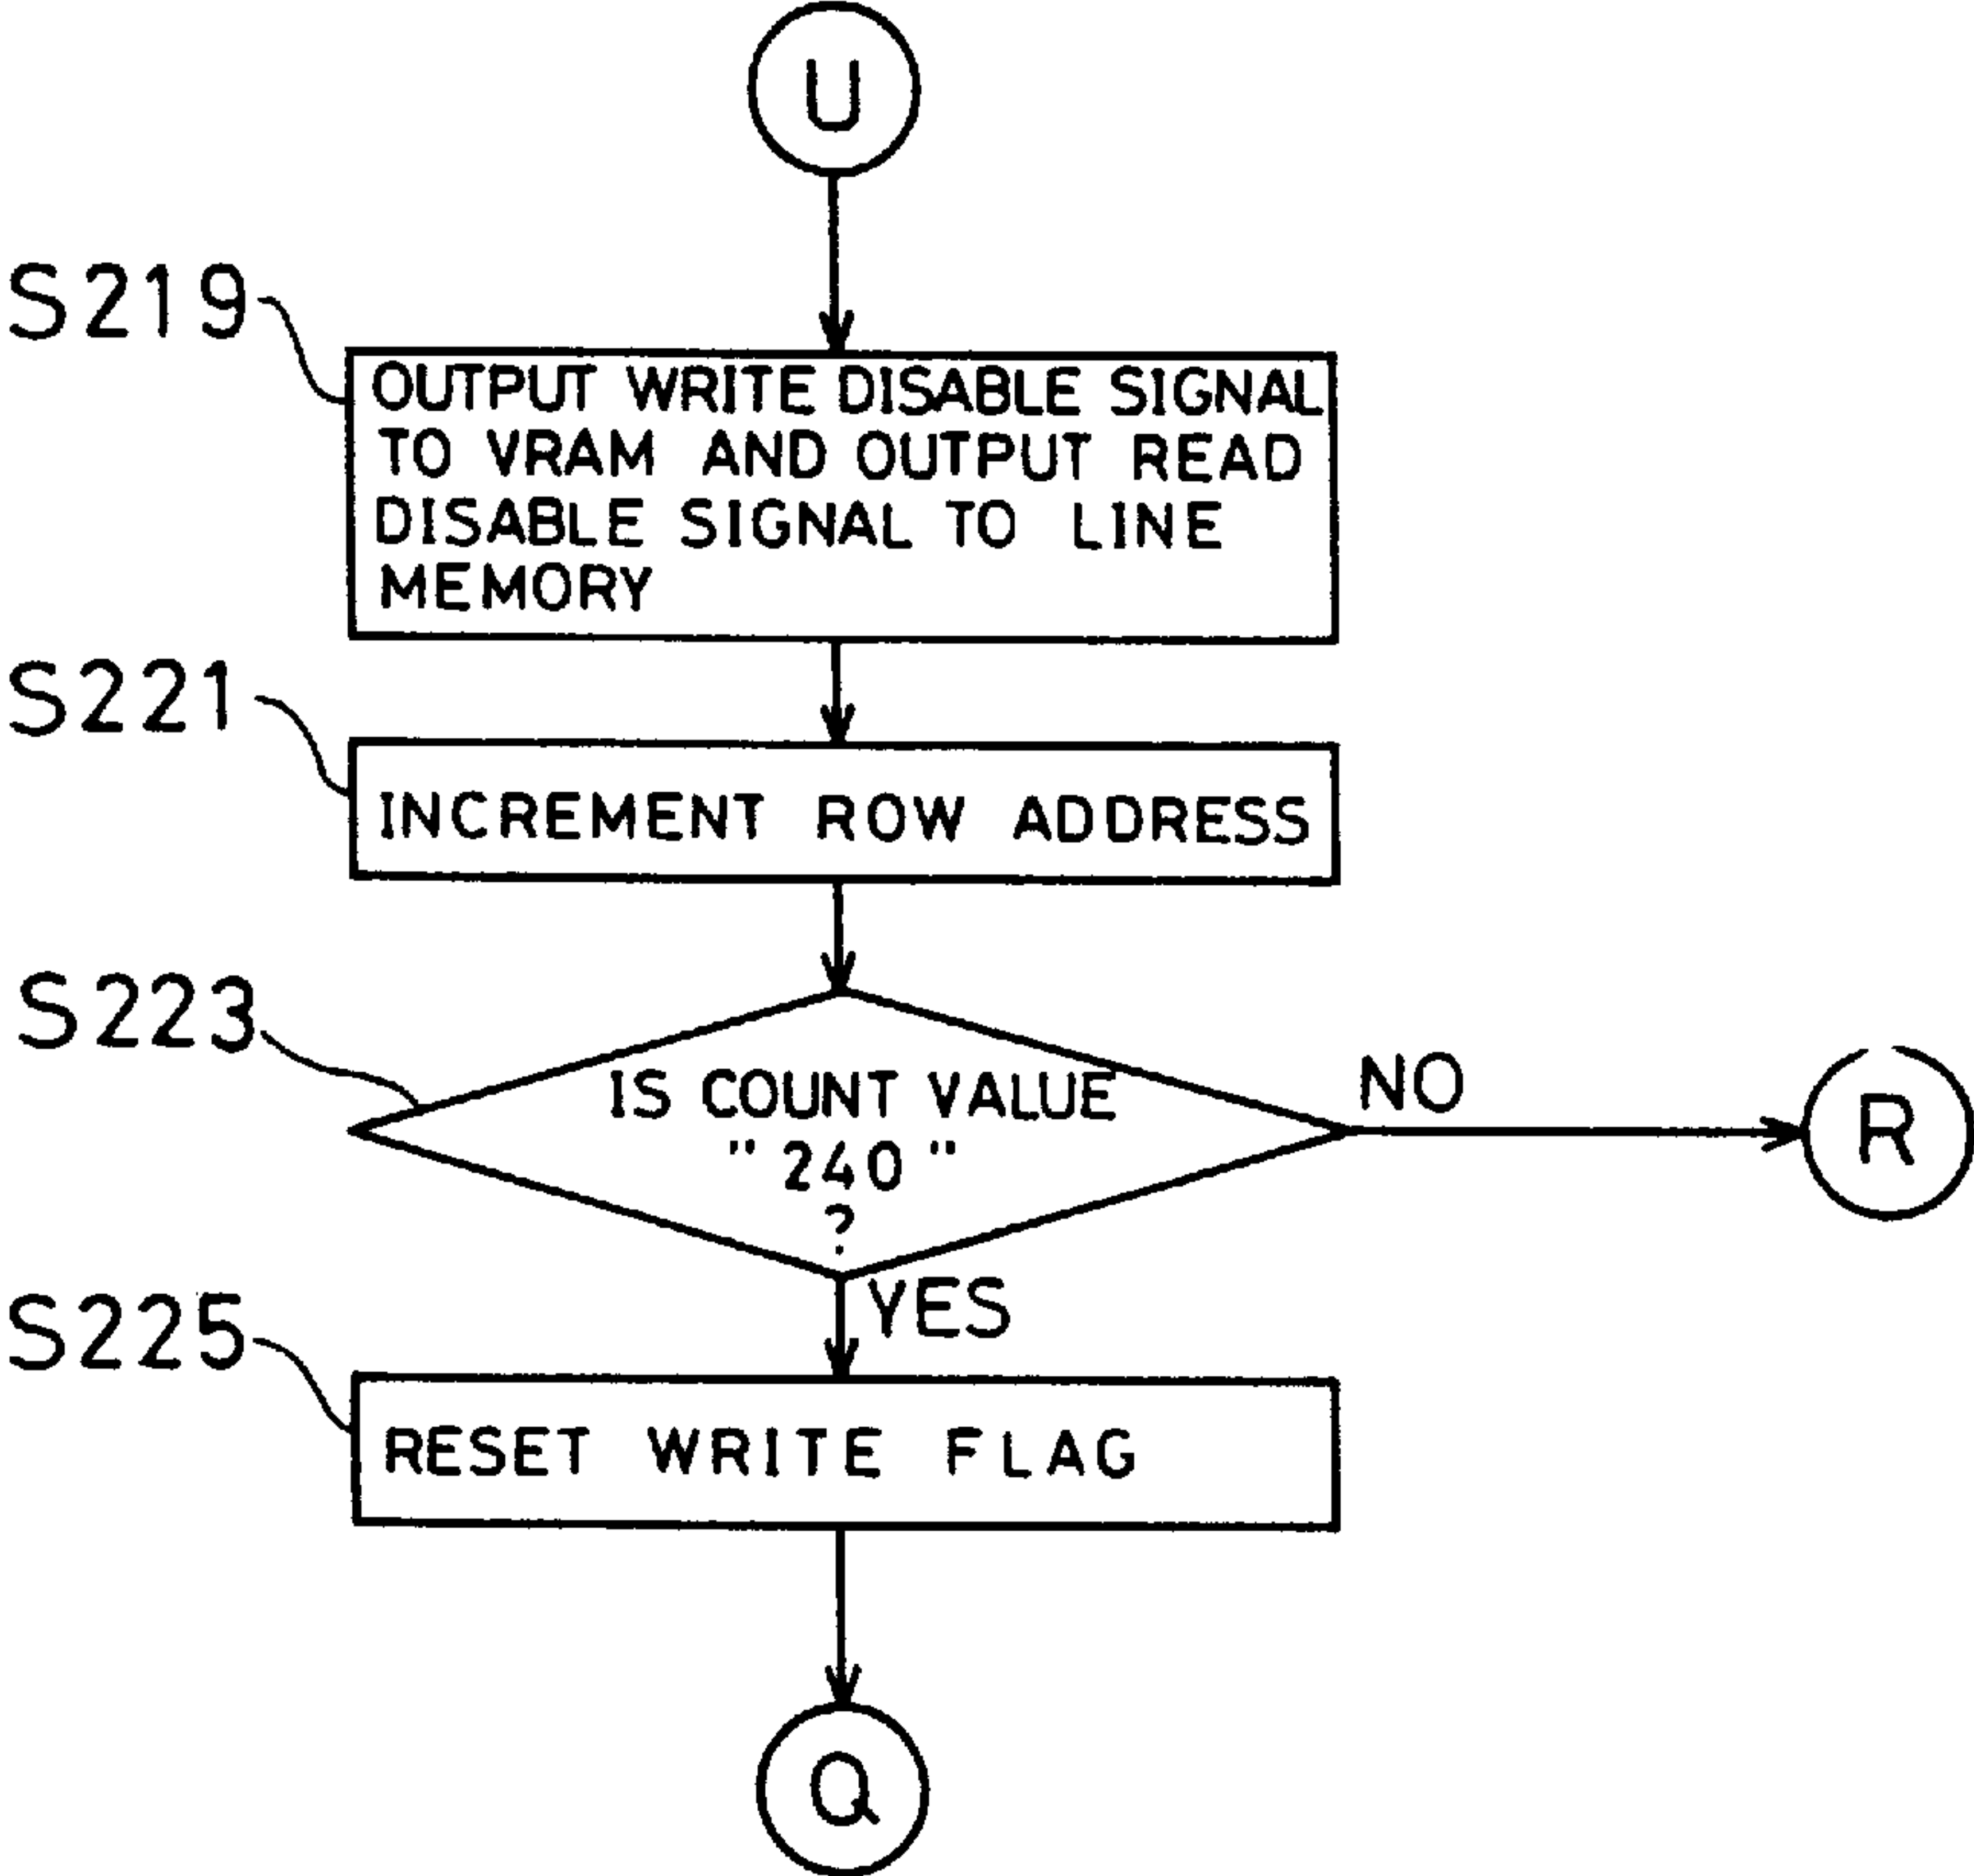 U
S219
OUTPUT WRITE DISABLE SIGNAL
TO VRAM AND OUTPUT READ
DISABLE SIGNAL TO LINE
MEMORY
S221
INCREMENT ROW ADDRESS
S223
IS COUNT VALUE
"240"
?
NO
R
YES
S225
RESET WRITE FLAG
Q